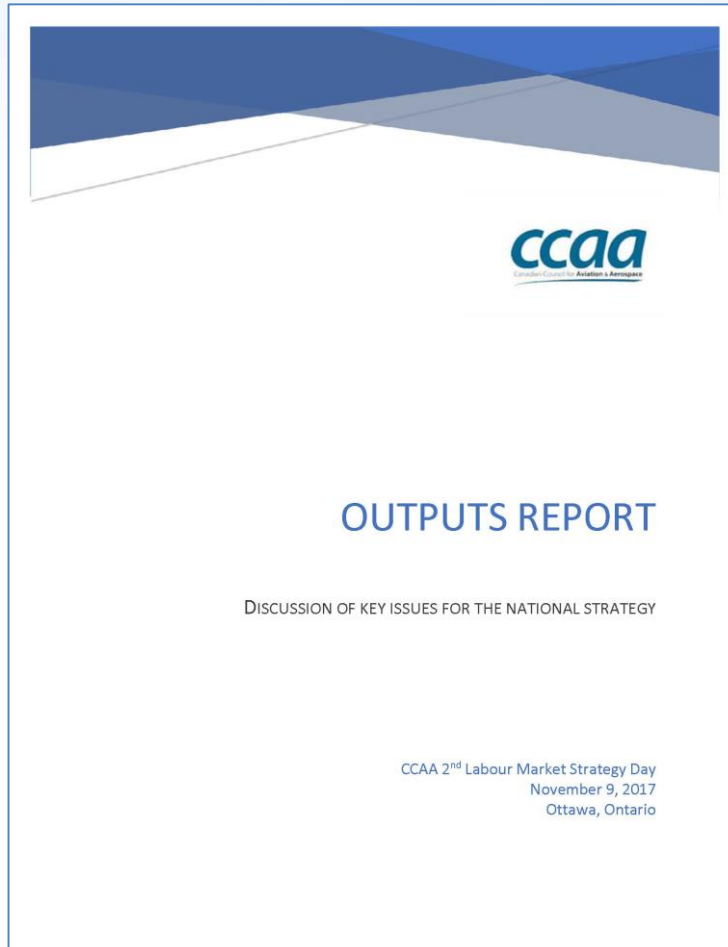 ccaa
Canadian Council for Aviation & Aerospace
OUTPUTS REPORT
DISCUSSION OF KEY ISSUES FOR THE NATIONAL STRATEGY
CCAA 2nd Labour Market Strategy Day
November 9, 2017
Ottawa, Ontario